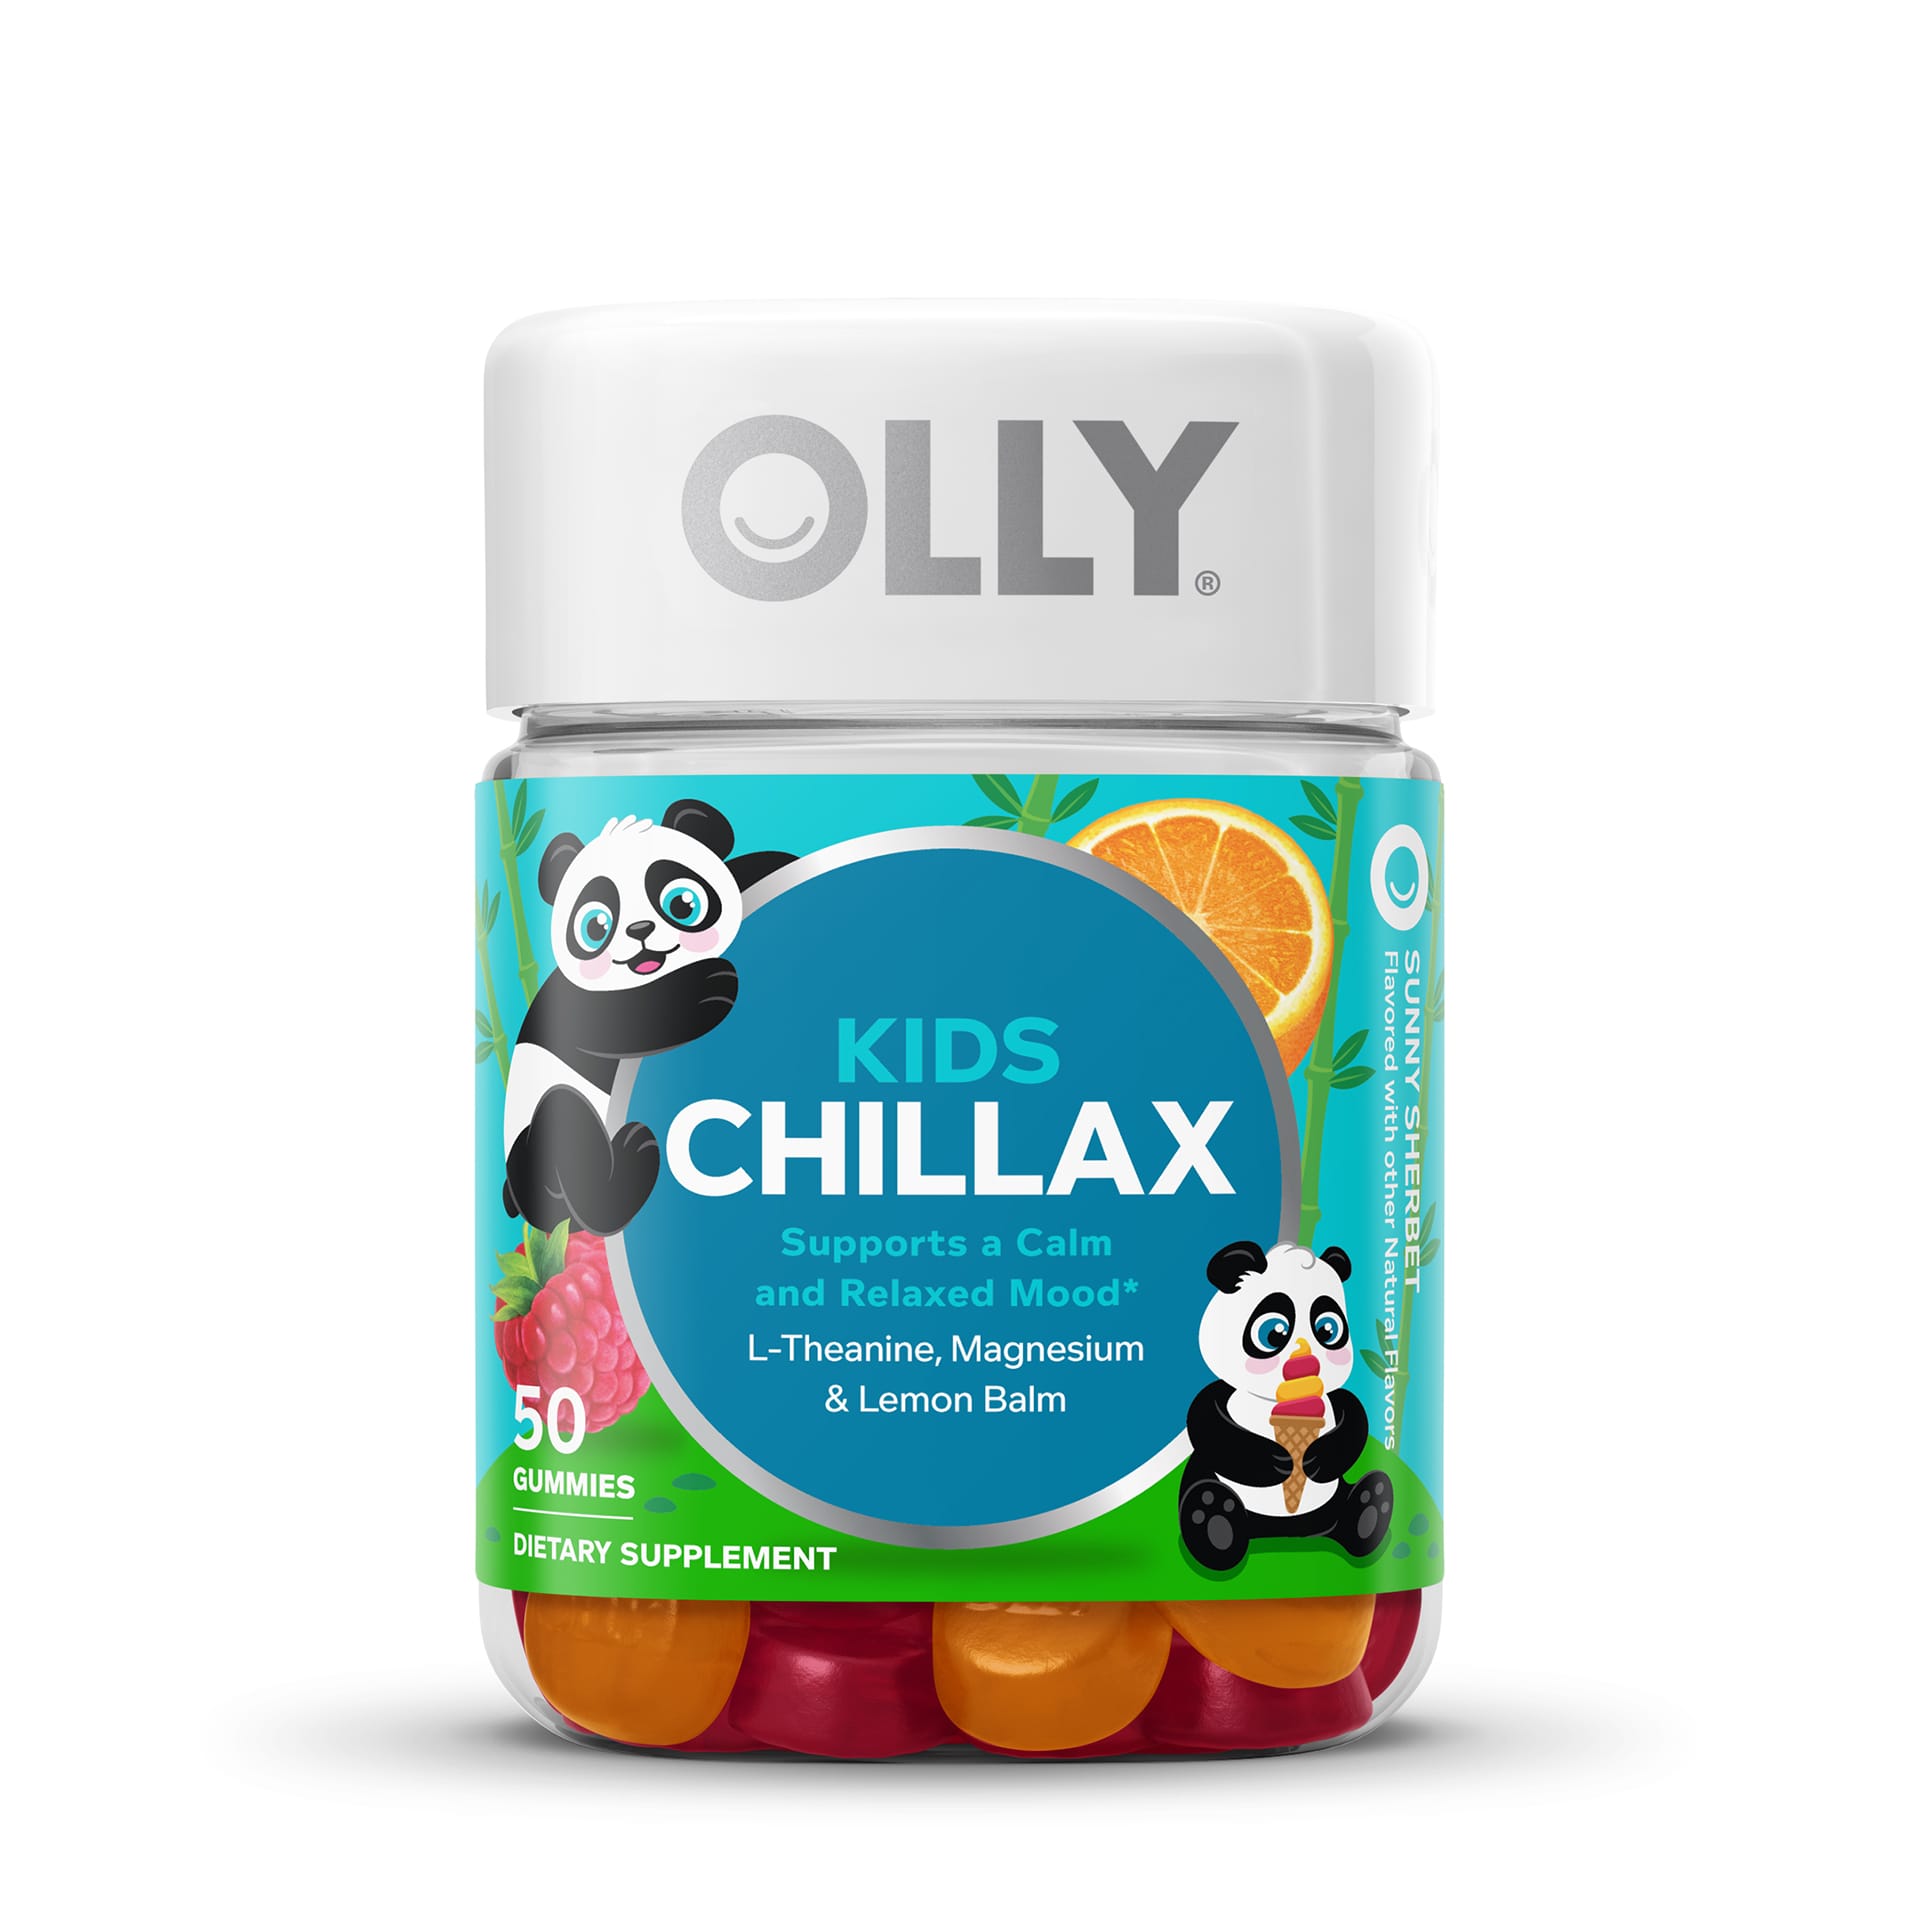 OLLY®
KIDS
CHILLAX
Supports a Calm
and Relaxed Mood*
L-Theanine, Magnesium
& Lemon Balm
50
GUMMIES
DIETARY SUPPLEMENT
SUNNY SHERBET
Flavored with other Natural Flavors